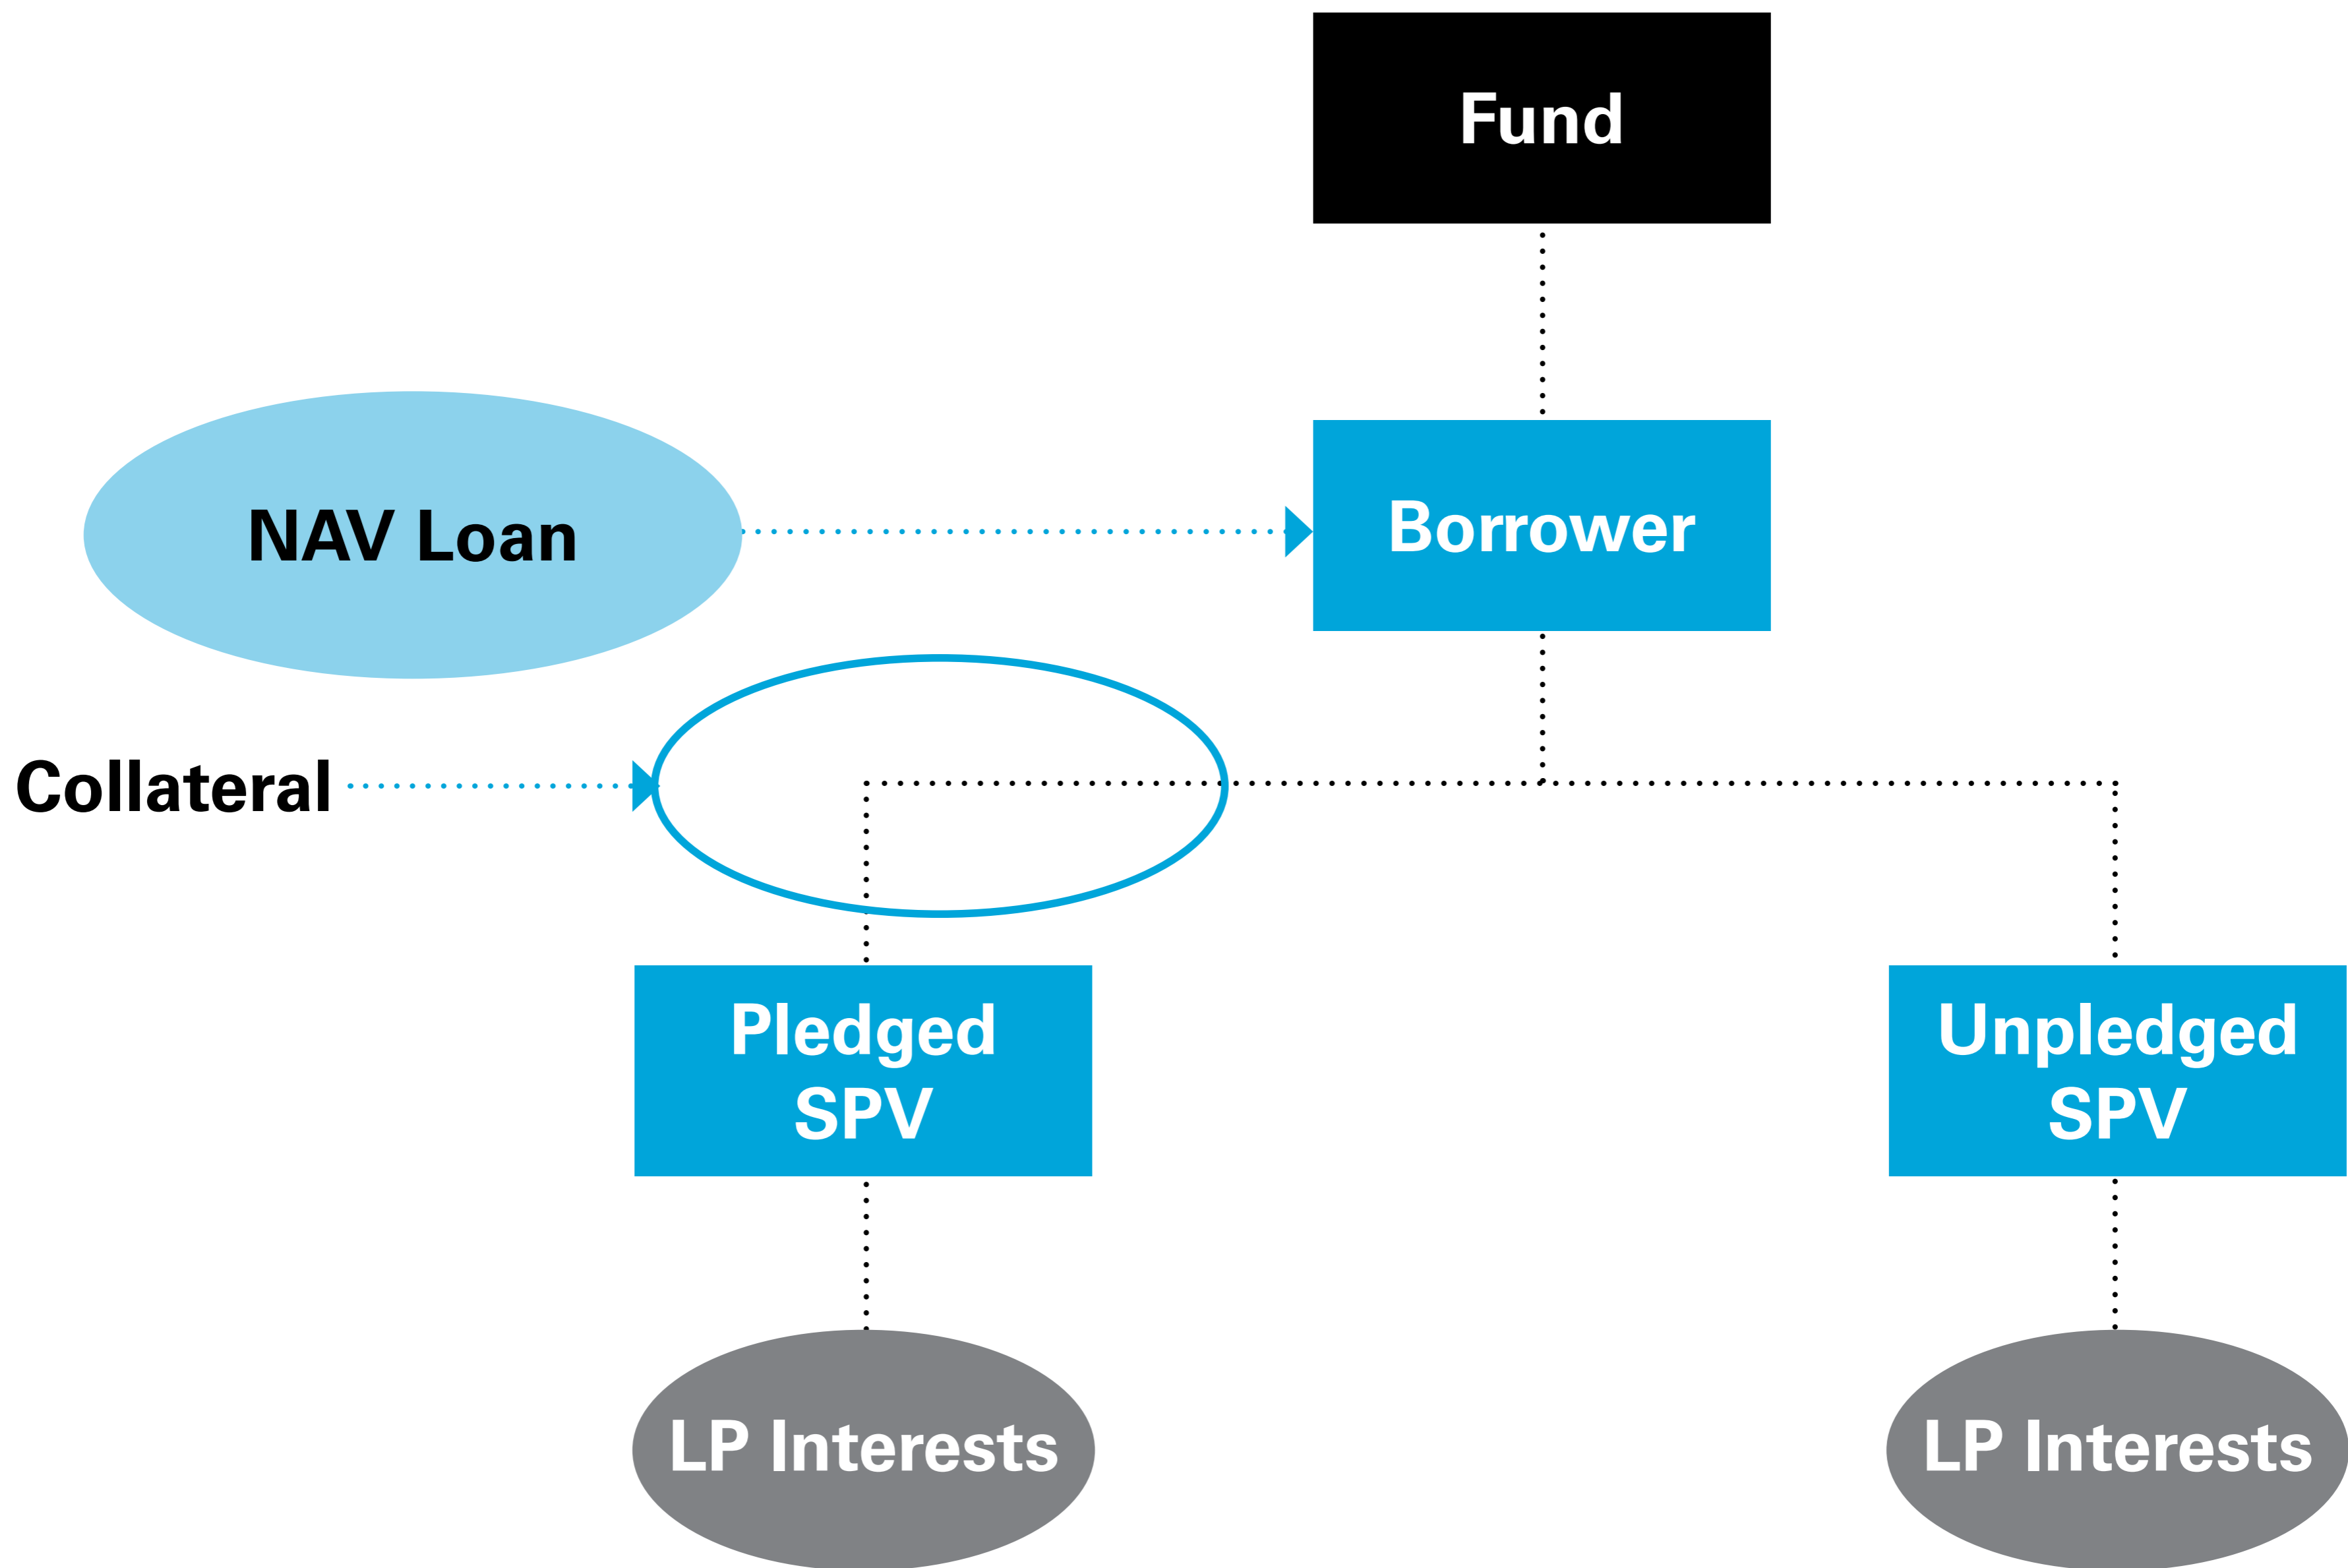 Fund
NAV Loan
Borrower
Collateral
Pledged
SPV
Unpledged
SPV
LP Interests
LP Interests